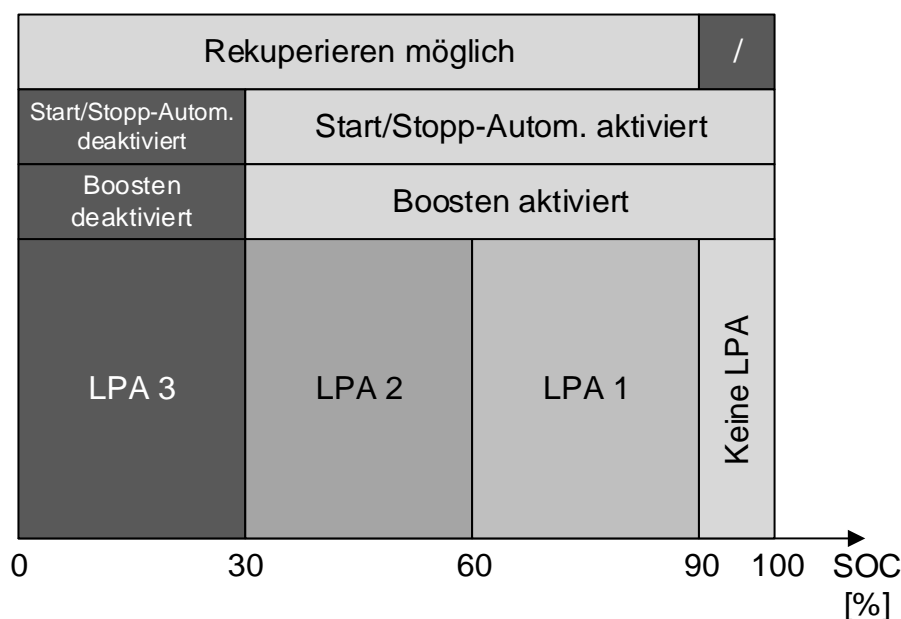 Rekuperieren möglich
/
Start/Stopp-Autom.
deaktiviert
Start/Stopp-Autom. aktiviert
Boosten
deaktiviert
Boosten aktiviert
LPA 3
LPA 2
LPA 1
Keine LPA
0
30
60
90
100
SOC
[%]